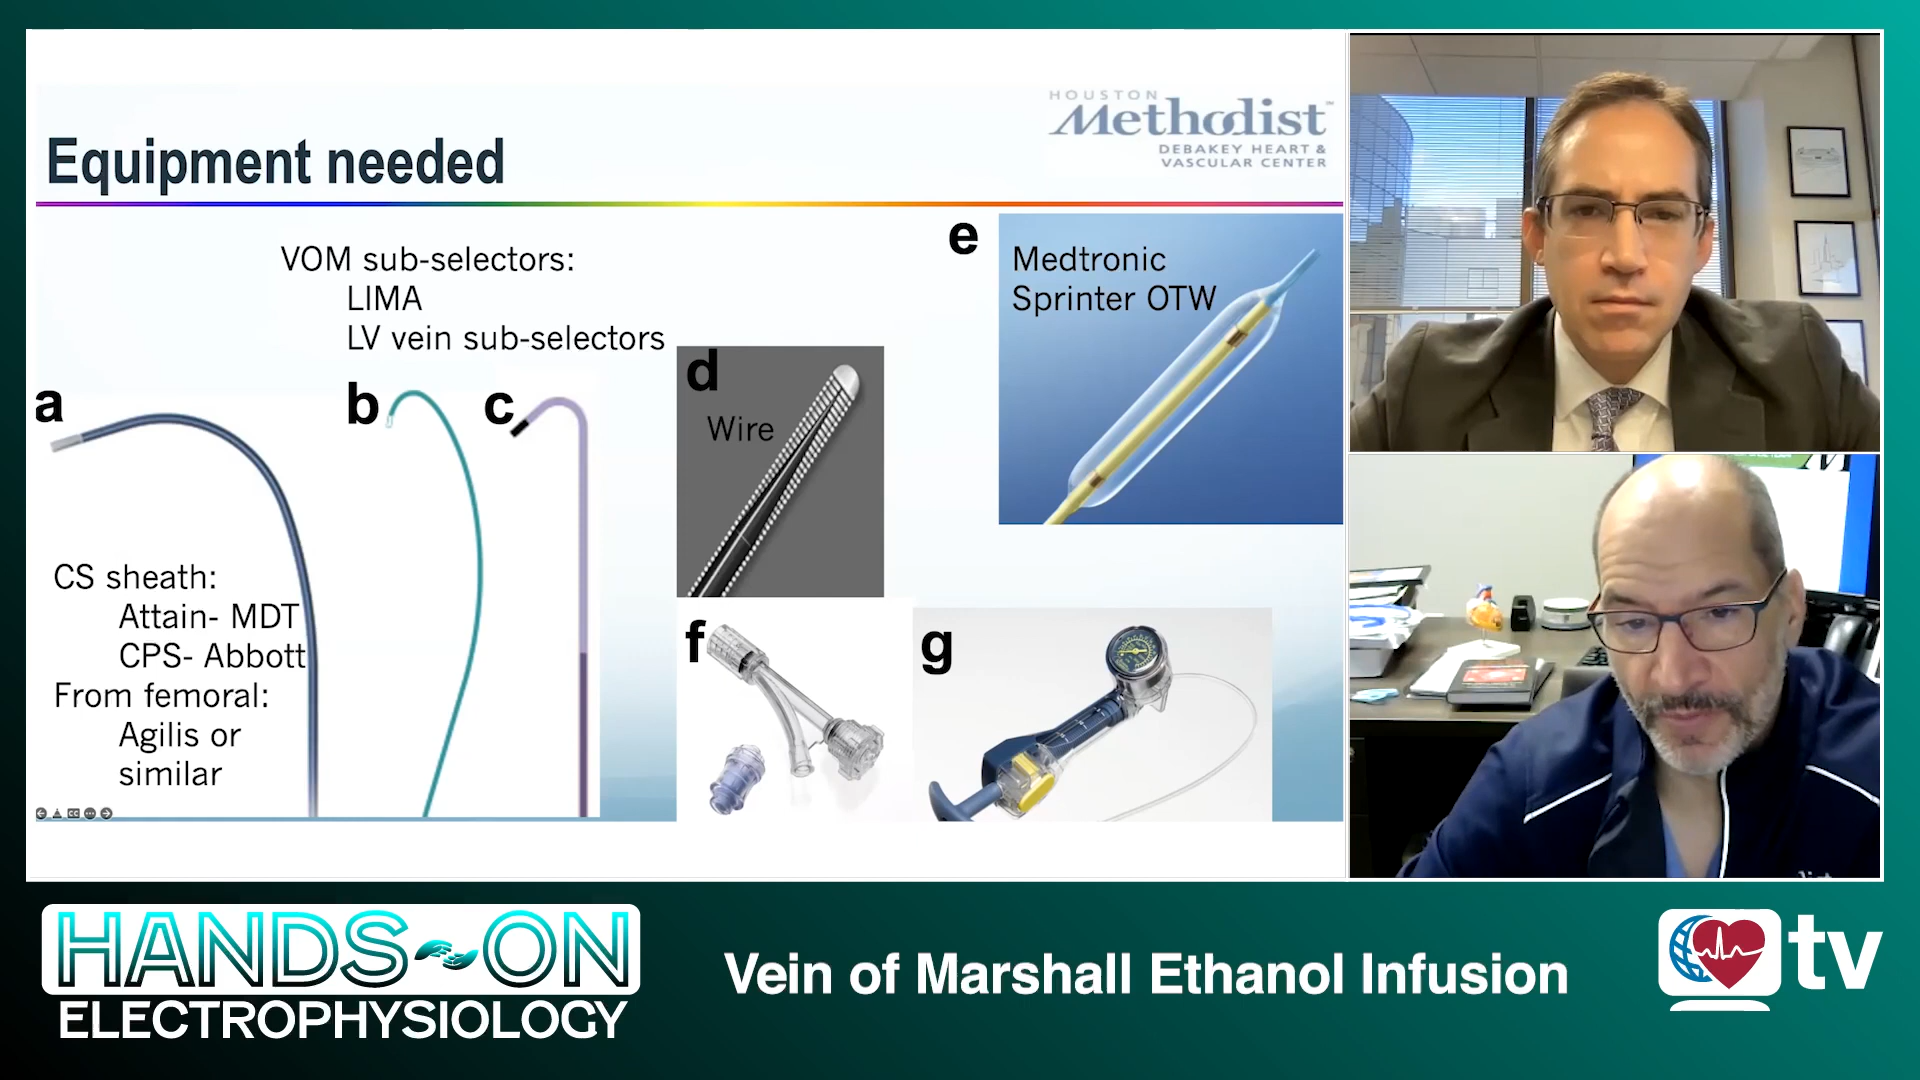 HOUSTON
Methodist™
DEBAKEY HEART &
VASCULAR CENTER
Equipment needed
VOM sub-selectors:
LIMA
LV vein sub-selectors
a
b
c
d
Wire
e
Medtronic
Sprinter OTW
CS sheath:
Attain- MDT
CPS- Abbott
From femoral:
Agilis or
similar
f
g
HANDS-ON
ELECTROPHYSIOLOGY
Vein of Marshall Ethanol Infusion
tv